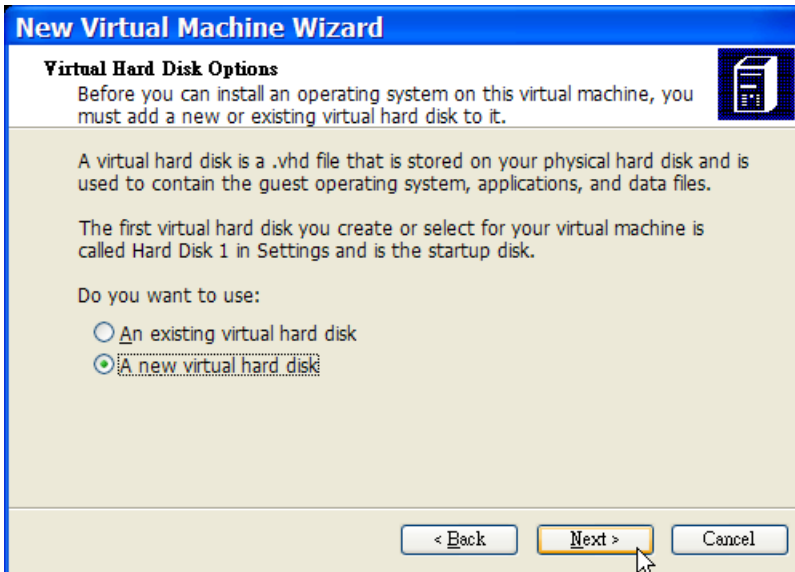 New Virtual Machine Wizard
Virtual Hard Disk Options
Before you can install an operating system on this virtual machine, you
must add a new or existing virtual hard disk to it.
A virtual hard disk is a .vhd file that is stored on your physical hard disk and is
used to contain the guest operating system, applications, and data files.
The first virtual hard disk you create or select for your virtual machine is
called Hard Disk 1 in Settings and is the startup disk.
Do you want to use:
An existing virtual hard disk
A new virtual hard disk
< Back Next > Cancel